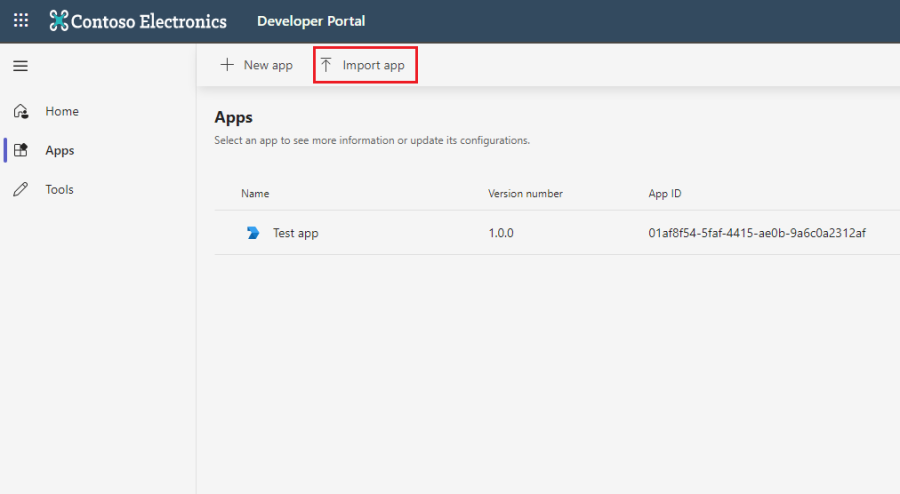 Contoso Electronics Developer Portal
New app Import app
Home
Apps
Tools
Apps
Select an app to see more information or update its configurations.
Name Version number App ID
Test app 1.0.0 01af8f54-5faf-4415-ae0b-9a6c0a2312af